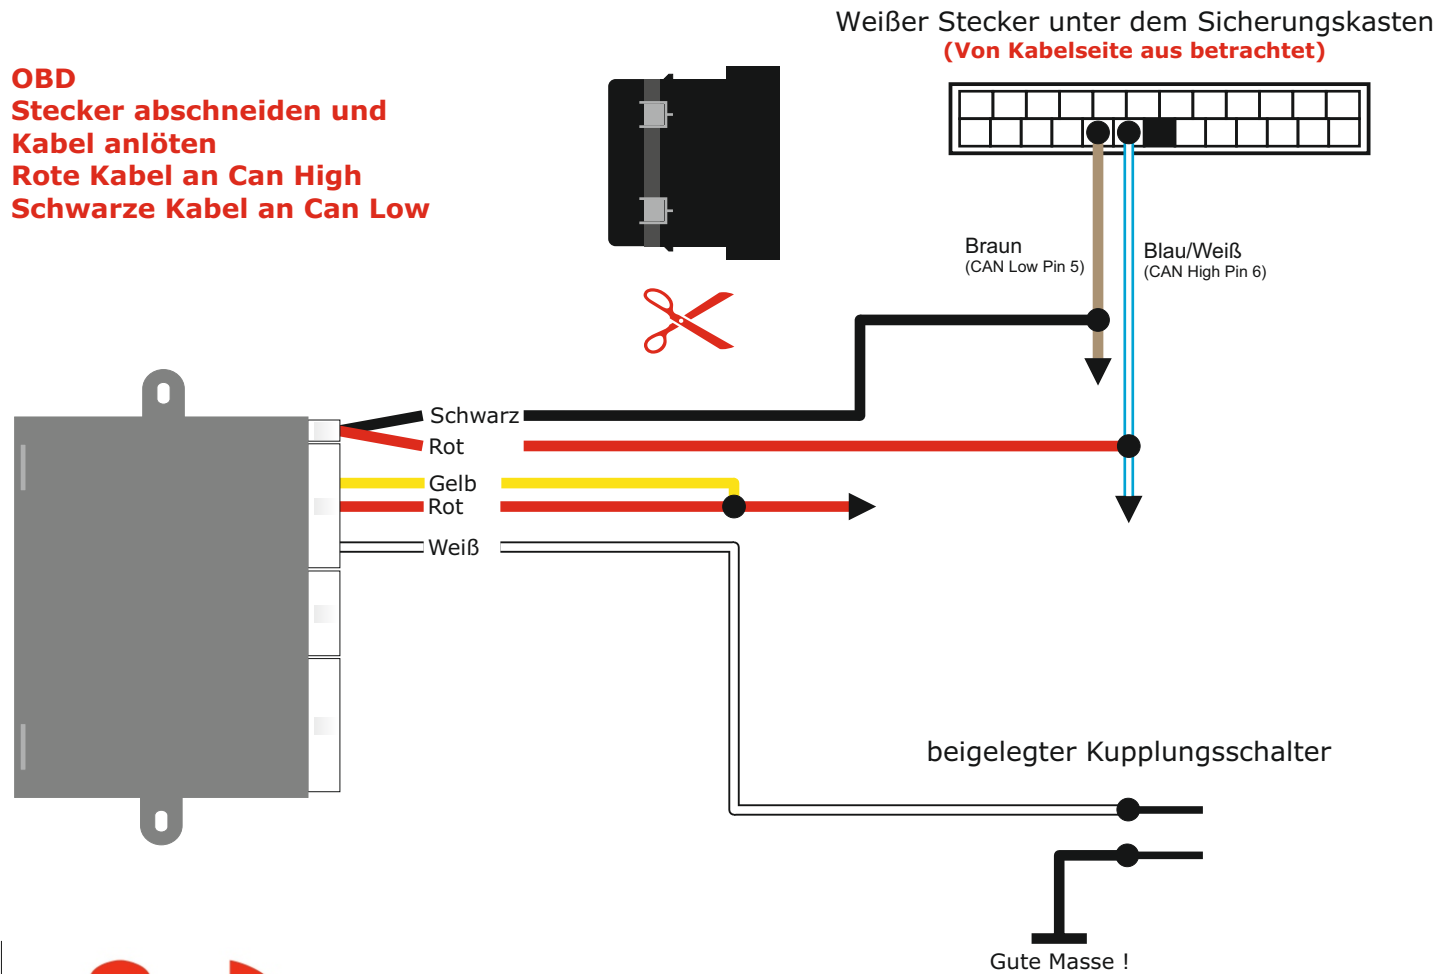 Weißer Stecker unter dem Sicherungskasten
(Von Kabelseite aus betrachtet)
OBD
Stecker abschneiden und
Kabel anlöten
Rote Kabel an Can High
Schwarze Kabel an Can Low
Braun
(CAN Low Pin 5)
Blau/Weiß
(CAN High Pin 6)
Schwarz
Rot
Gelb
Rot
Weiß
beigelegter Kupplungsschalter
Gute Masse !